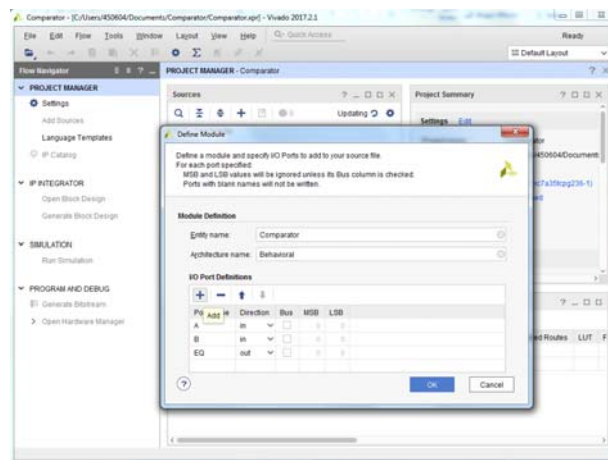 Comparator - [C:/Users/450604/Documents/Comparator/Comparator.xpr] - Vivado 2017.2.1
File Edit Flow Tools Window Layout View Help Quick Access
Ready
Default Layout
Flow Navigator
PROJECT MANAGER - Comparator
PROJECT MANAGER
Settings
Add Sources
Language Templates
IP Catalog
IP INTEGRATOR
Open Block Design
Generate Block Design
SIMULATION
Run Simulation
PROGRAM AND DEBUG
Generate Bitstream
Open Hardware Manager
Sources
Updating
Project Summary
Settings Edit
Define Module
Define a module and specify I/O Ports to add to your source file.
For each port specified:
MSB and LSB values will be ignored unless its Bus column is checked.
Ports with blank names will not be written.
Module Definition
Entity name: Comparator
Architecture name: Behavioral
I/O Port Definitions
Add
Direction Bus MSB LSB
A in 0 0
B in 0 0
EQ out 0 0
OK Cancel
Routes LUT F